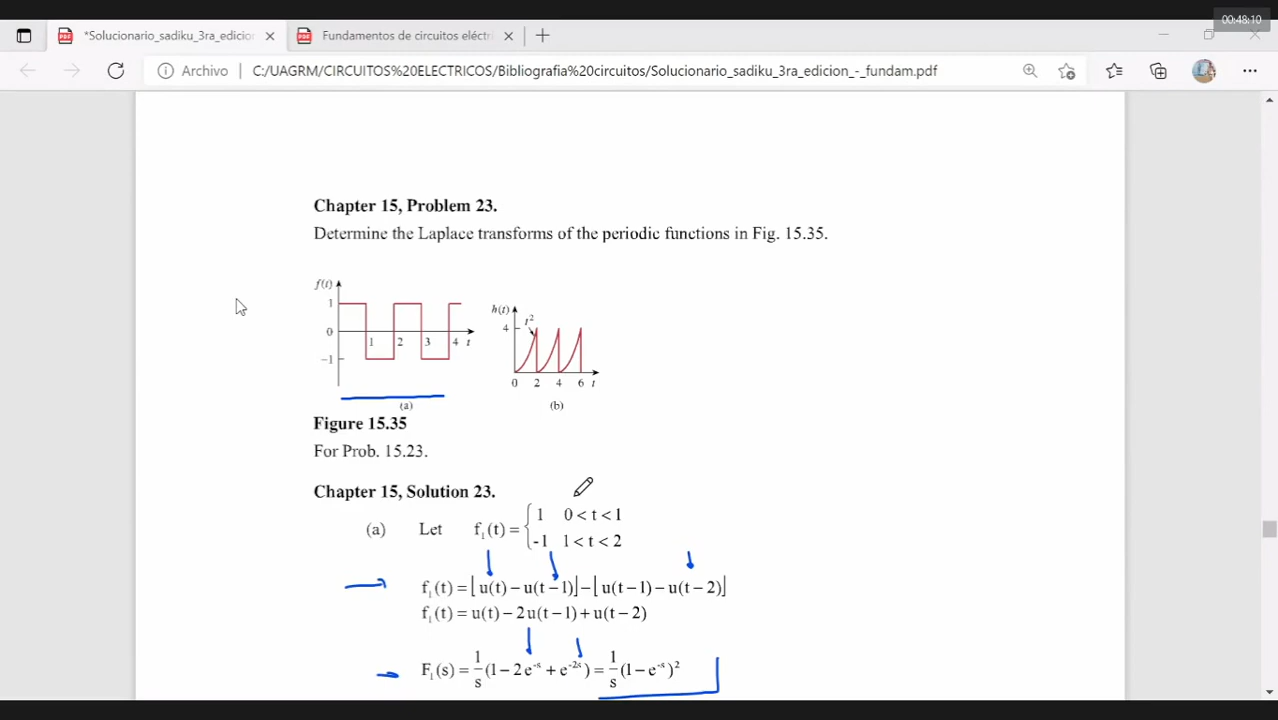 00:48:10
*Solucionario_sadiku_3ra_edicion
Fundamentos de circuitos eléctri
Archivo
C:/UAGRM/CIRCUITOS%20ELECTRICOS/Bibliografia%20circuitos/Solucionario_sadiku_3ra_edicion_-_fundam.pdf
Chapter 15, Problem 23.
Determine the Laplace transforms of the periodic functions in Fig. 15.35.
f(t)
1
0
−1
1 2 3 4 t
(a)
h(t)
t²
4
0 2 4 6 t
(b)
Figure 15.35
For Prob. 15.23.
Chapter 15, Solution 23.
(a) Let f₁(t) = { 1 0 < t < 1
-1 1 < t < 2
f₁(t) = [u(t) − u(t − 1)] − [u(t − 1) − u(t − 2)]
f₁(t) = u(t) − 2u(t − 1) + u(t − 2)
F₁(s) = 1/s (1 − 2e⁻ˢ + e⁻²ˢ) = 1/s (1 − e⁻ˢ)²